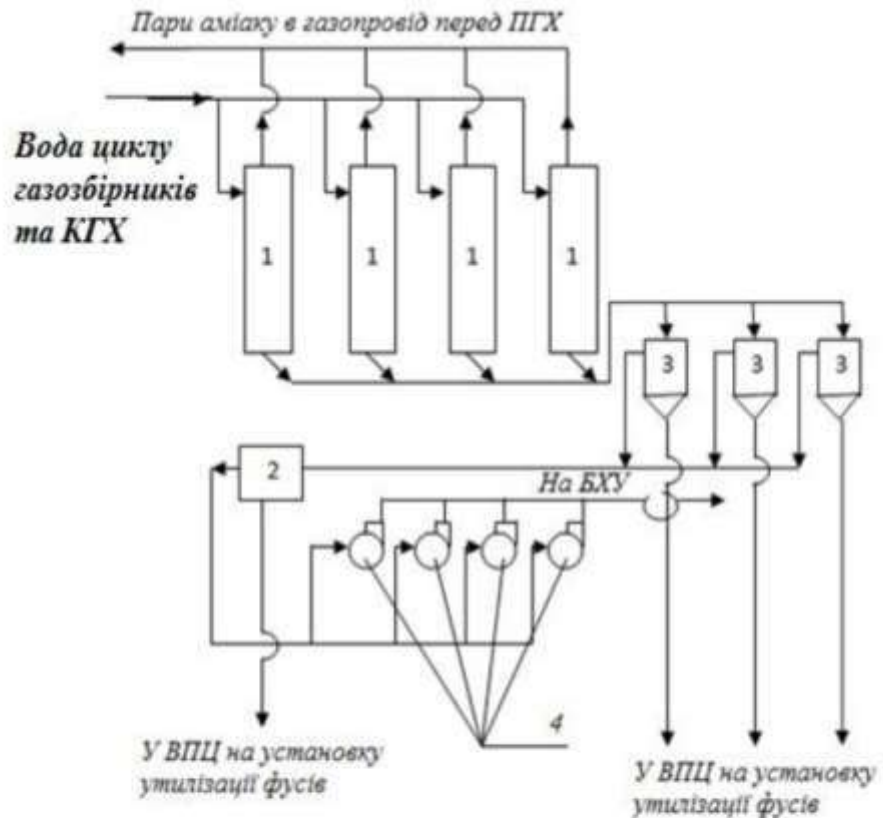 Пари аміаку в газопровід перед ПГХ
Вода циклу
газозбірників
та КГХ
1
1
1
1
3
3
3
2
На БХУ
4
У ВПЦ на установку
утилізації фусів
У ВПЦ на установку
утилізації фусів